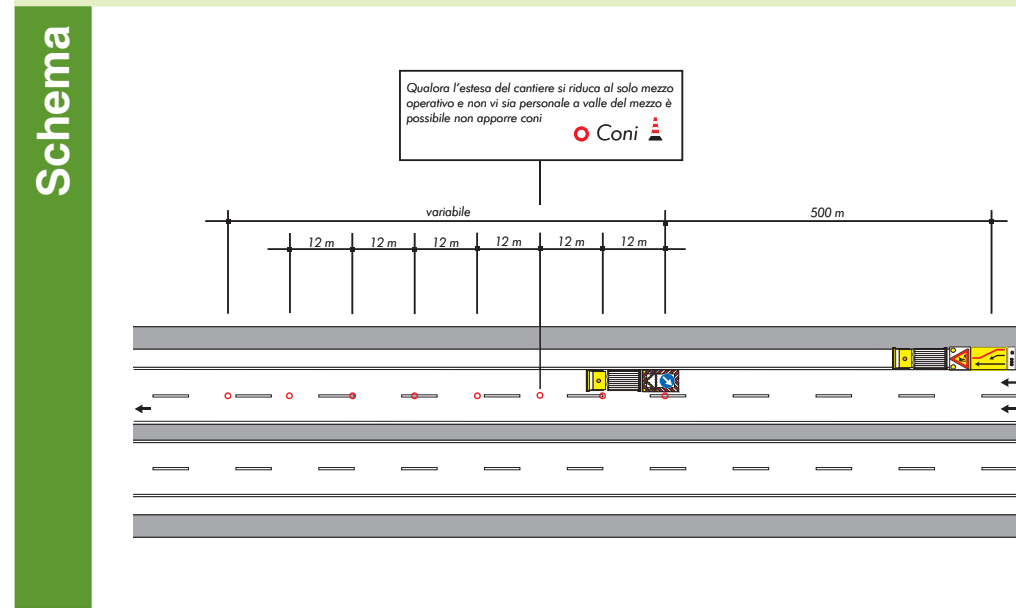 Schema
Qualora l'estesa del cantiere si riduca al solo mezzo
operativo e non vi sia personale a valle del mezzo è
possibile non apporre coni
Coni
variabile
500 m
12 m
12 m
12 m
12 m
12 m
12 m